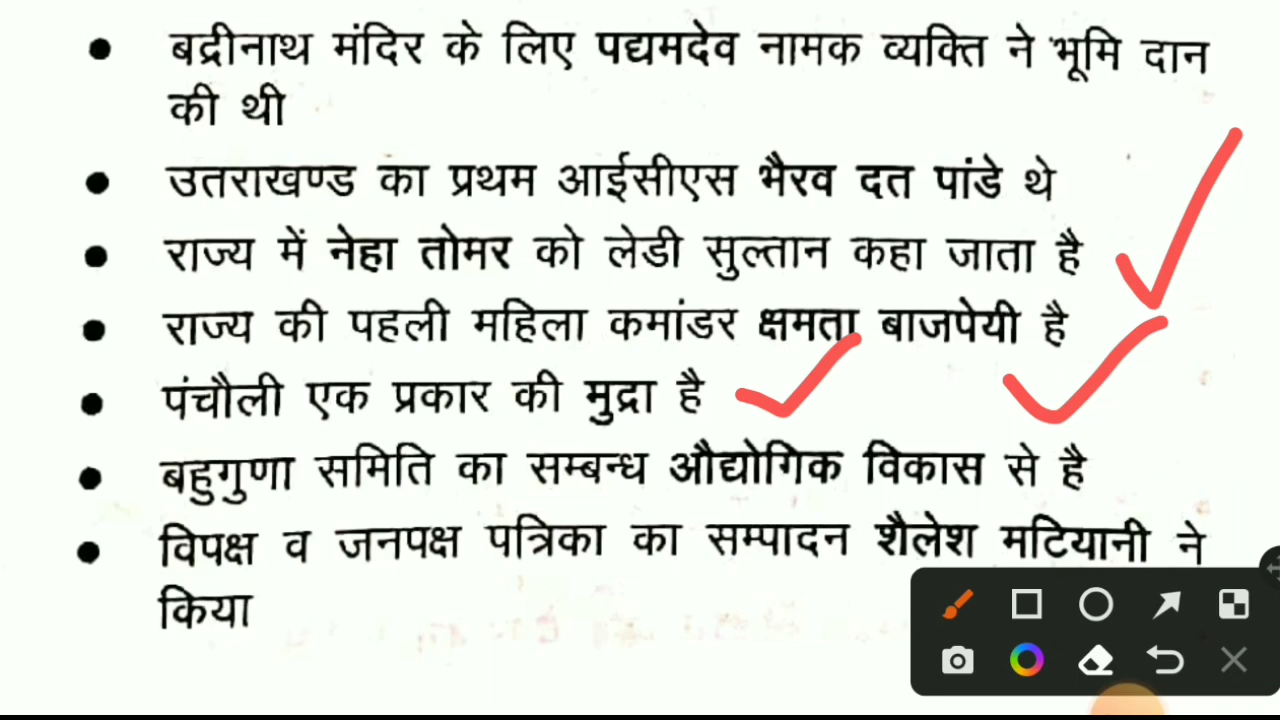 बद्रीनाथ मंदिर के लिए पद्यमदेव नामक व्यक्ति ने भूमि दान
की थी
उतराखण्ड का प्रथम आईसीएस भैरव दत पांडे थे
राज्य में नेहा तोमर को लेडी सुल्तान कहा जाता है
राज्य की पहली महिला कमांडर क्षमता बाजपेयी है
पंचौली एक प्रकार की मुद्रा है
बहुगुणा समिति का सम्बन्ध औद्योगिक विकास से है
विपक्ष व जनपक्ष पत्रिका का सम्पादन शैलेश मटियानी ने
किया